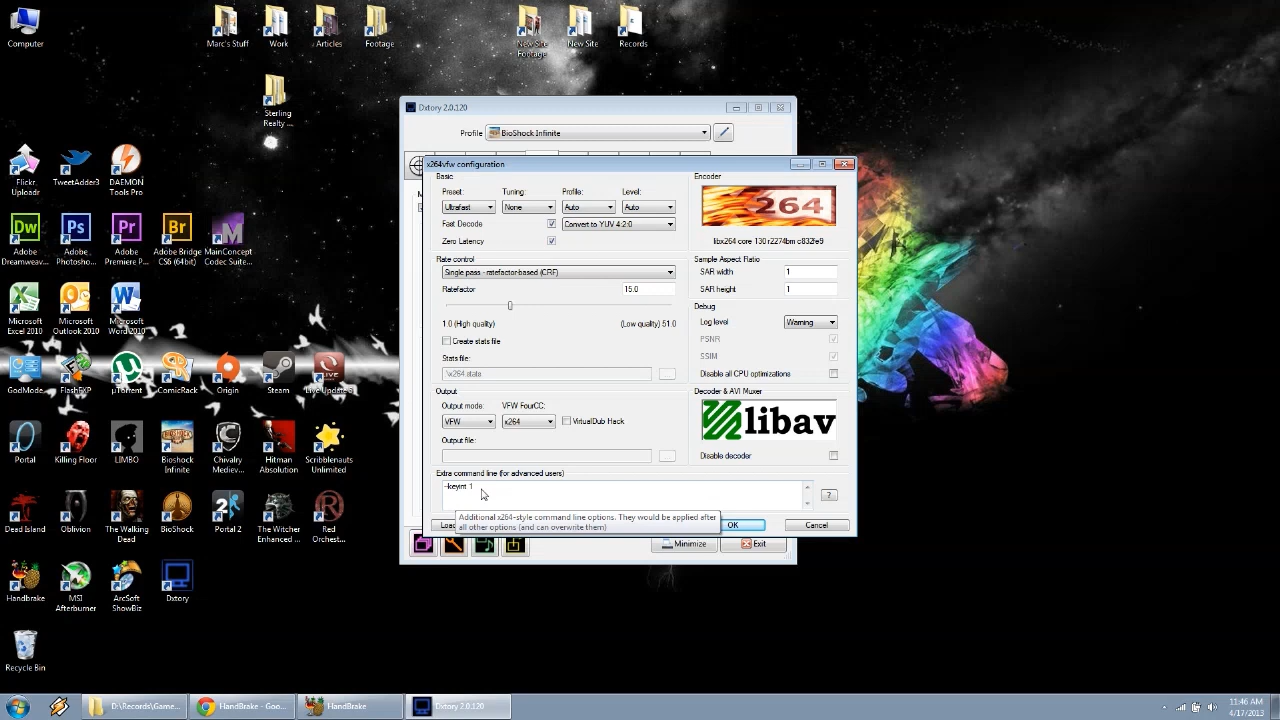 Computer
Marc's Stuff
Work
Articles
Footage
New Site
Footage
New Site
Records
Sterling
Realty ...
Flickr.
Uploadr
TweetAdder3
DAEMON
Tools Pro
Adobe
Dreamweav...
Adobe
Photosho...
Adobe
Premiere P...
Adobe Bridge
CS6 (64bit)
MainConcept
Codec Suite...
Microsoft
Excel 2010
Microsoft
Outlook 2010
Microsoft
Word 2010
GodMode
FlashFXP
µTorrent
ComicRack
Origin
Steam
Live Update 5
Portal
Killing Floor
LIMBO
Bioshock
Infinite
Chivalry
Mediev...
Hitman
Absolution
Scribblenauts
Unlimited
Dead Island
Oblivion
The Walking
Dead
BioShock
Portal 2
The Witcher
Enhanced ...
Red
Orchest...
Handbrake
MSI
Afterburner
ArcSoft
ShowBiz
Dxtory
Recycle Bin
Dxtory 2.0.120
Profile
BioShock Infinite
x264vfw configuration
Basic
Preset:
Tuning:
Profile:
Level:
Ultrafast
None
Auto
Auto
Fast Decode
Convert to YUV 4:2:0
Zero Latency
Rate control
Single pass - ratefactor-based (CRF)
Ratefactor
15.0
1.0 (High quality)
(Low quality) 51.0
Create stats file
Stats file:
.\x264.stats
Output
Output mode:
VFW FourCC:
VFW
x264
VirtualDub Hack
Output file:
Extra command line (for advanced users)
--keyint 1
?
Additional x264-style command line options. They would be applied after
all other options (and can overwrite them)
Loa
OK
Cancel
Encoder
264
libx264 core 130 r2274bm c832fe9
Sample Aspect Ratio
SAR width
1
SAR height
1
Debug
Log level
Warning
PSNR
SSIM
Disable all CPU optimizations
Decoder & AVI Muxer
libav
Disable decoder
Minimize
Exit
D:\Records\Game...
HandBrake - Goo...
HandBrake
Dxtory 2.0.120
11:46 AM
4/17/2013